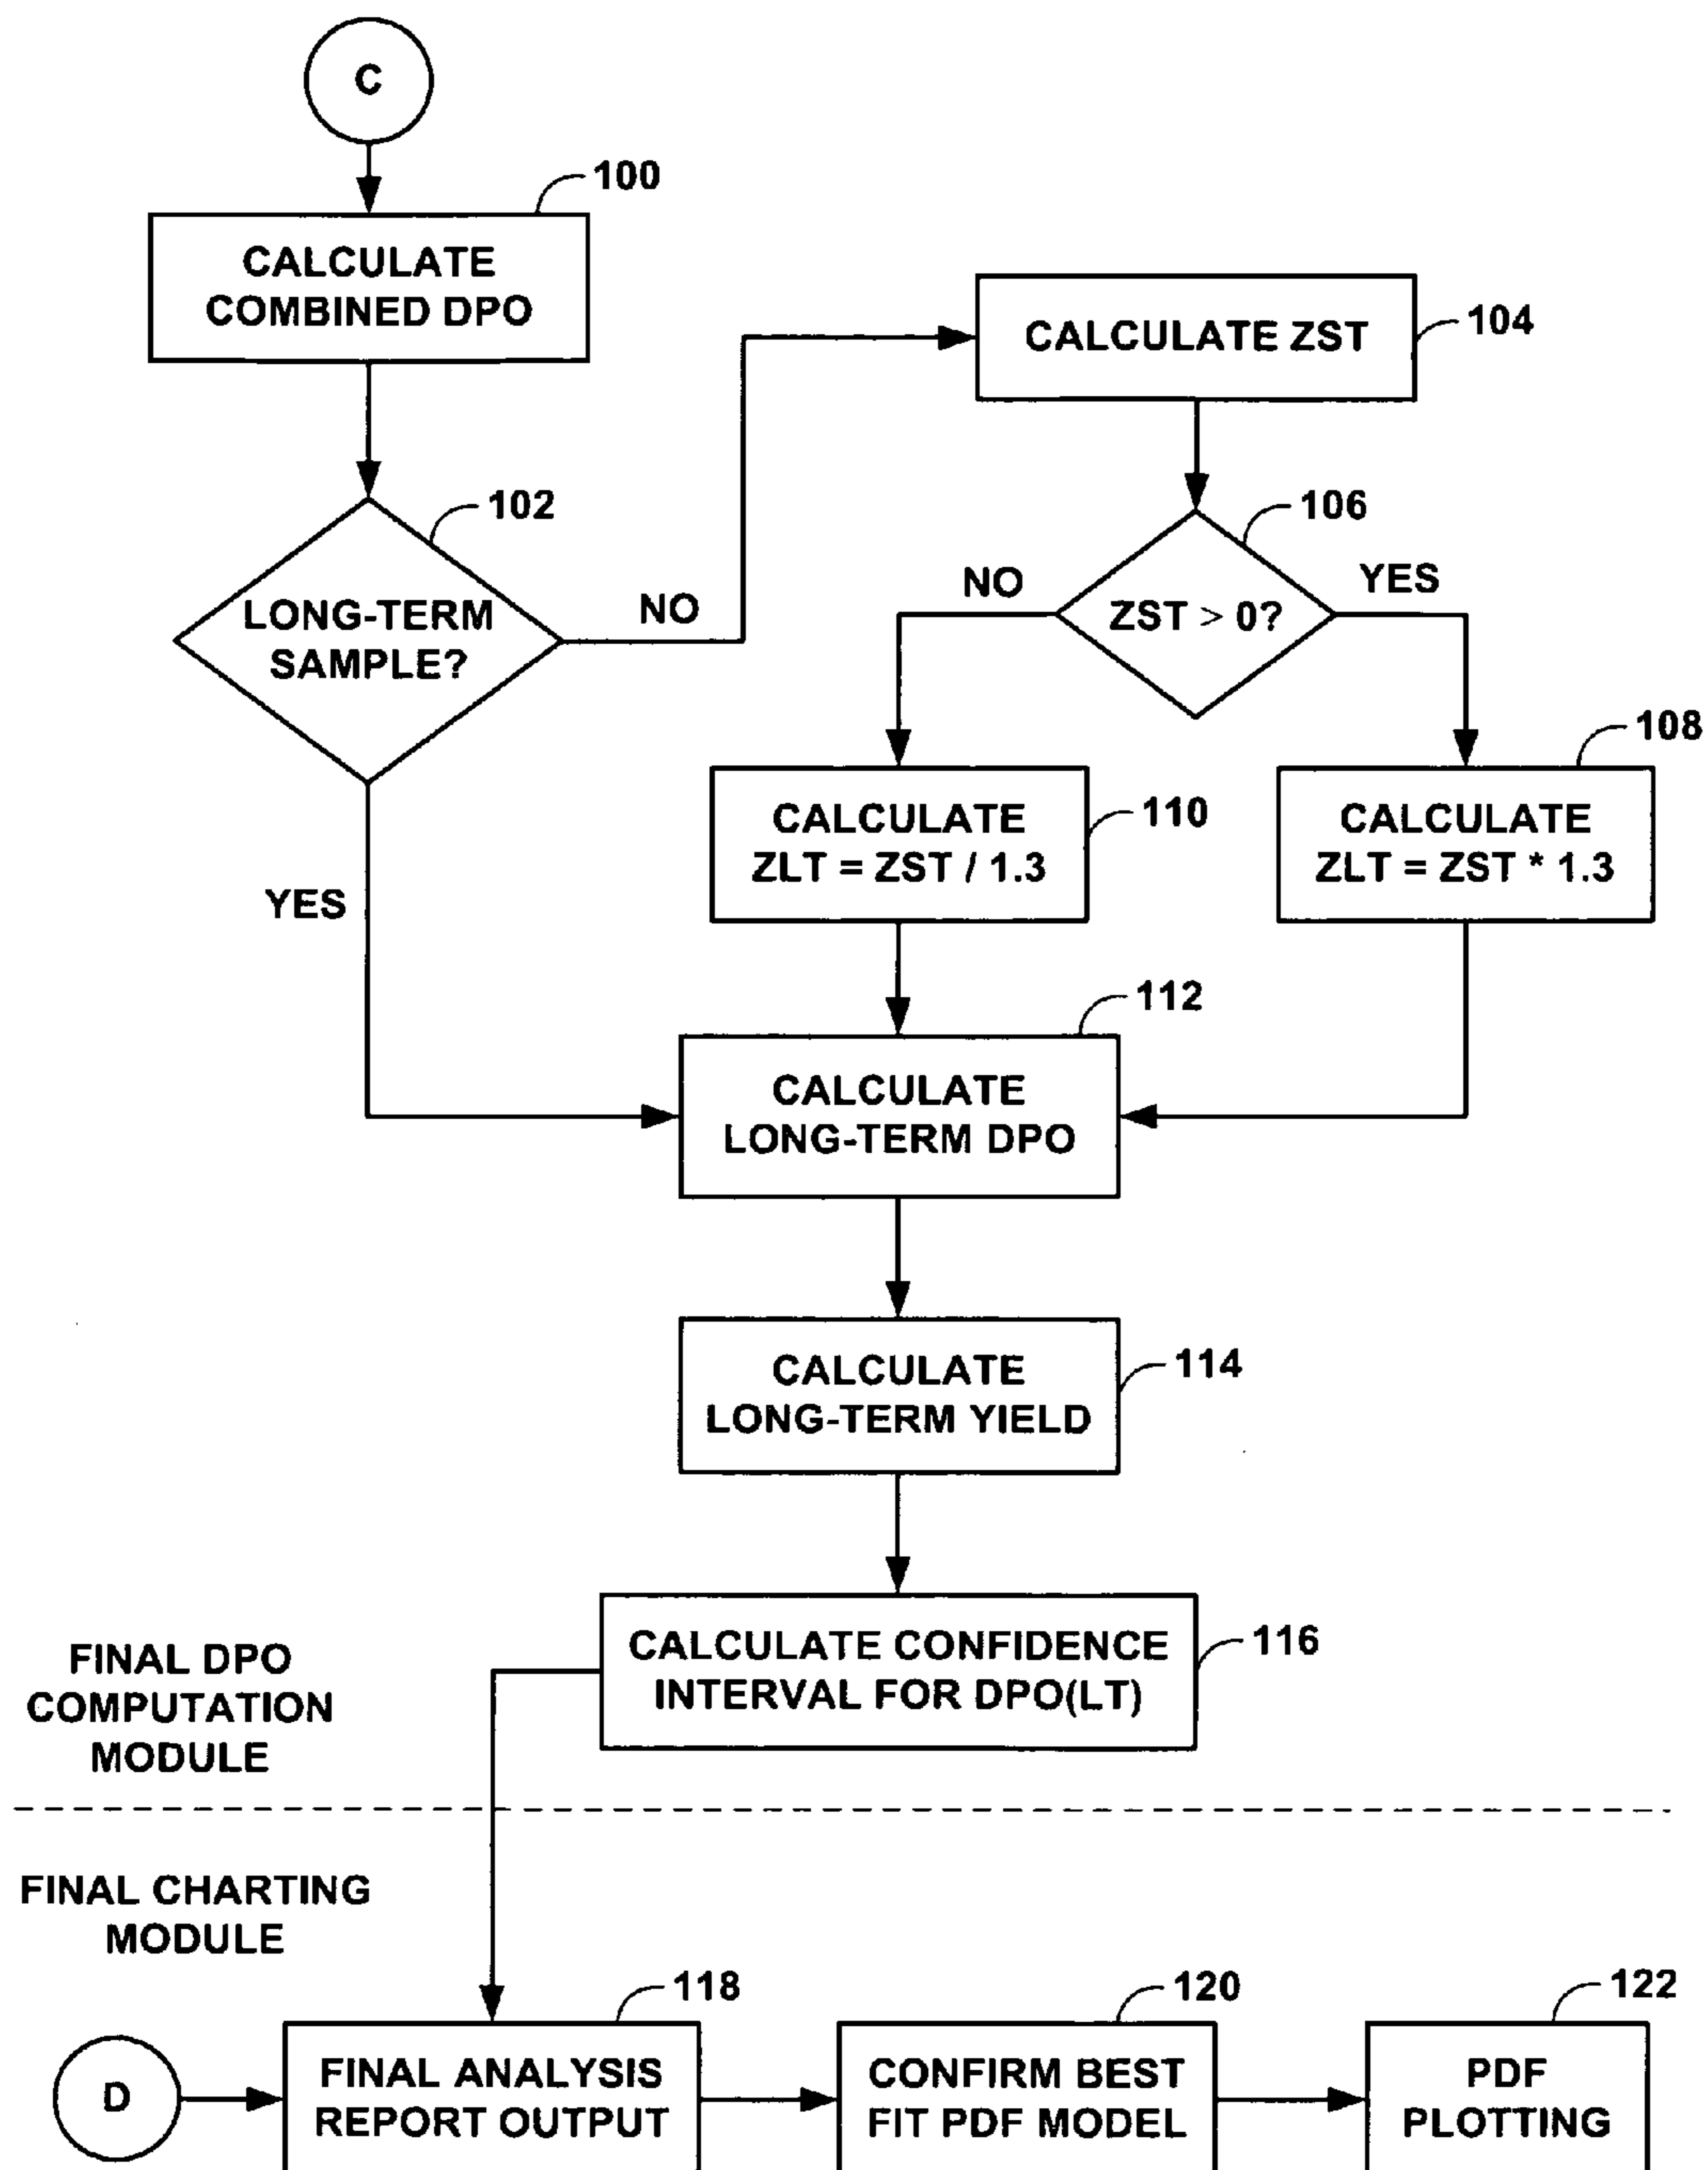 C
100
CALCULATE
COMBINED DPO
104
CALCULATE ZST
102
LONG-TERM
SAMPLE?
NO
106
NO
YES
ZST > 0?
108
110
CALCULATE
ZLT = ZST / 1.3
CALCULATE
ZLT = ZST * 1.3
YES
112
CALCULATE
LONG-TERM DPO
114
CALCULATE
LONG-TERM YIELD
116
CALCULATE CONFIDENCE
INTERVAL FOR DPO(LT)
FINAL DPO
COMPUTATION
MODULE
FINAL CHARTING
MODULE
118
120
122
D
FINAL ANALYSIS
REPORT OUTPUT
CONFIRM BEST
FIT PDF MODEL
PDF
PLOTTING